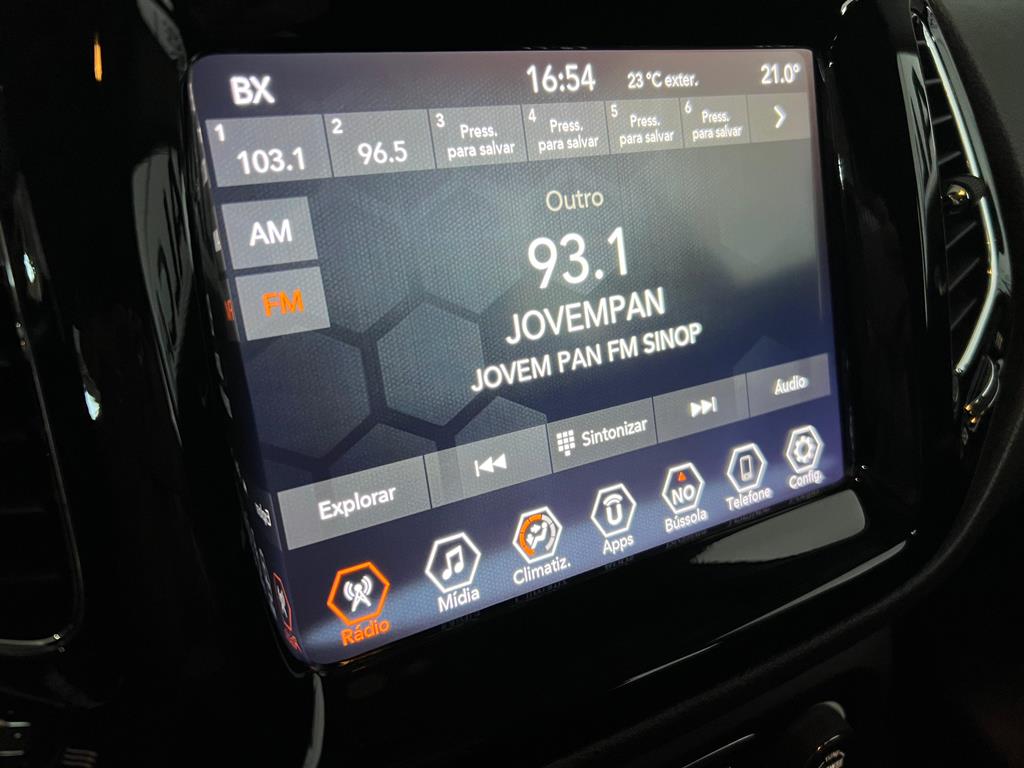 BX 16:54 23 °C exter. 21.0°
1 103.1
2 96.5
3 Press. para salvar
4 Press. para salvar
5 Press. para salvar
6 Press. para salvar
AM
FM
Outro
93.1
JOVEMPAN
JOVEM PAN FM SINOP
Explorar
Sintonizar
Áudio
Rádio
Mídia
Climatiz.
Apps
NO
Bússola
Telefone
Config.